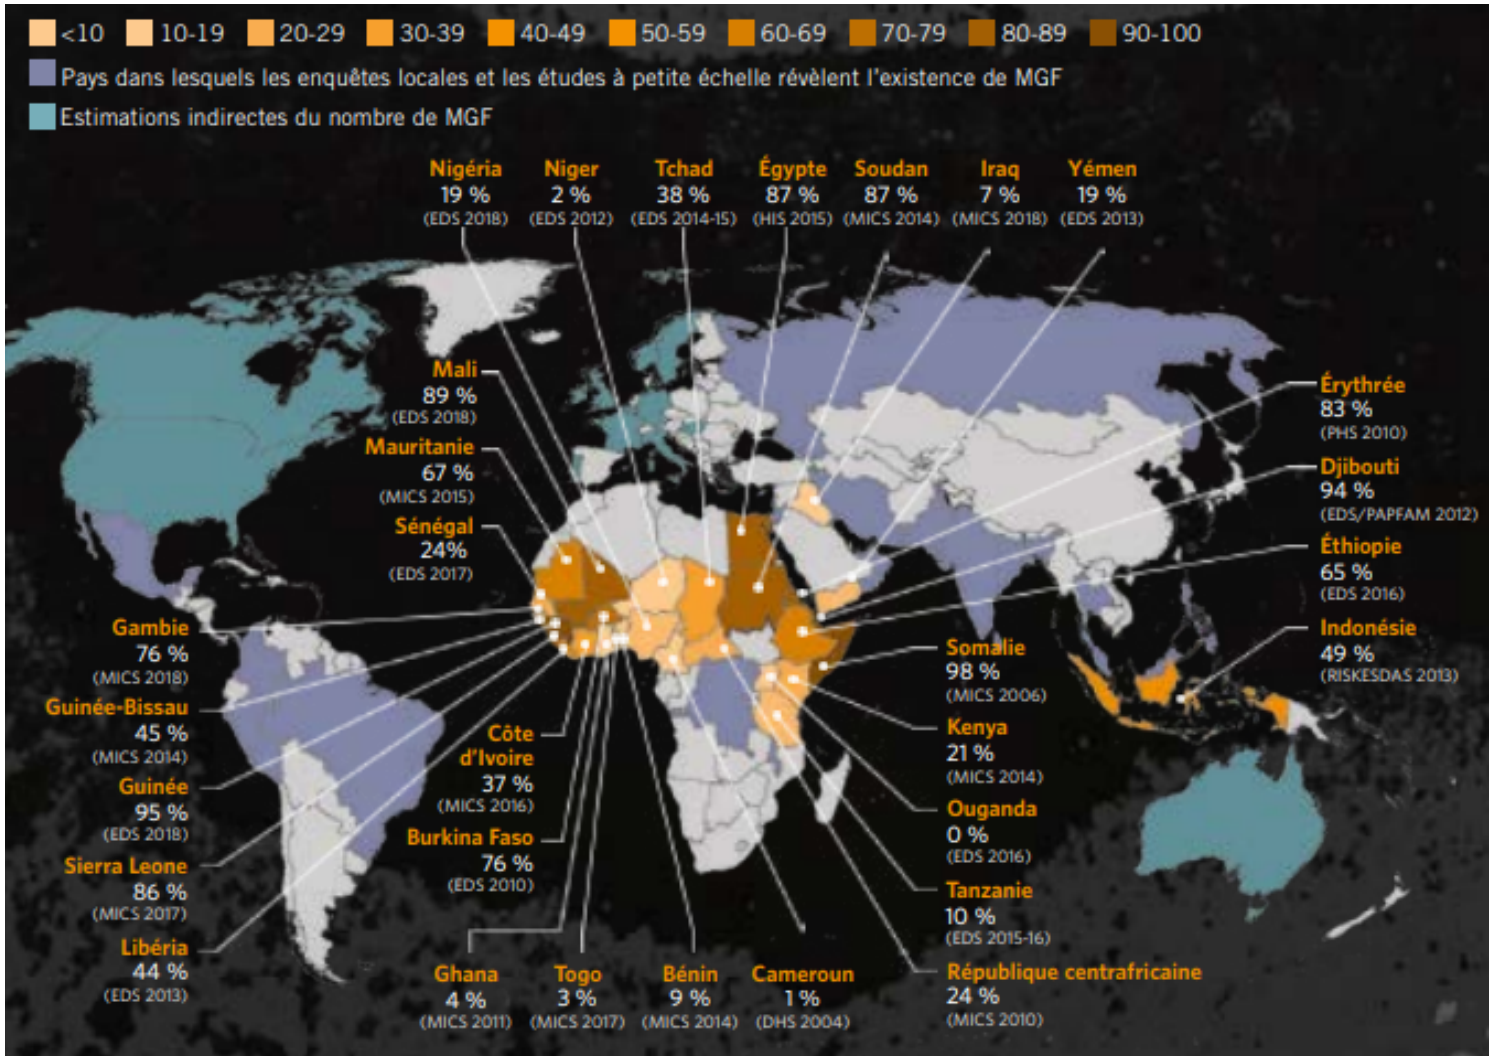 <10 10-19 20-29 30-39 40-49 50-59 60-69 70-79 80-89 90-100
Pays dans lesquels les enquêtes locales et les études à petite échelle révèlent l'existence de MGF
Estimations indirectes du nombre de MGF
Nigéria
19 %
(EDS 2018)
Niger
2 %
(EDS 2012)
Tchad
38 %
(EDS 2014-15)
Égypte
87 %
(HIS 2015)
Soudan
87 %
(MICS 2014)
Iraq
7 %
(MICS 2018)
Yémen
19 %
(EDS 2013)
Mali
89 %
(EDS 2018)
Mauritanie
67 %
(MICS 2015)
Sénégal
24%
(EDS 2017)
Gambie
76 %
(MICS 2018)
Guinée-Bissau
45 %
(MICS 2014)
Guinée
95 %
(EDS 2018)
Sierra Leone
86 %
(MICS 2017)
Libéria
44 %
(EDS 2013)
Côte
d'Ivoire
37 %
(MICS 2016)
Burkina Faso
76 %
(EDS 2010)
Ghana
4 %
(MICS 2011)
Togo
3 %
(MICS 2017)
Bénin
9 %
(MICS 2014)
Cameroun
1 %
(DHS 2004)
Érythrée
83 %
(PHS 2010)
Djibouti
94 %
(EDS/PAPFAM 2012)
Éthiopie
65 %
(EDS 2016)
Indonésie
49 %
(RISKESDAS 2013)
Somalie
98 %
(MICS 2006)
Kenya
21 %
(MICS 2014)
Ouganda
0 %
(EDS 2016)
Tanzanie
10 %
(EDS 2015-16)
République centrafricaine
24 %
(MICS 2010)